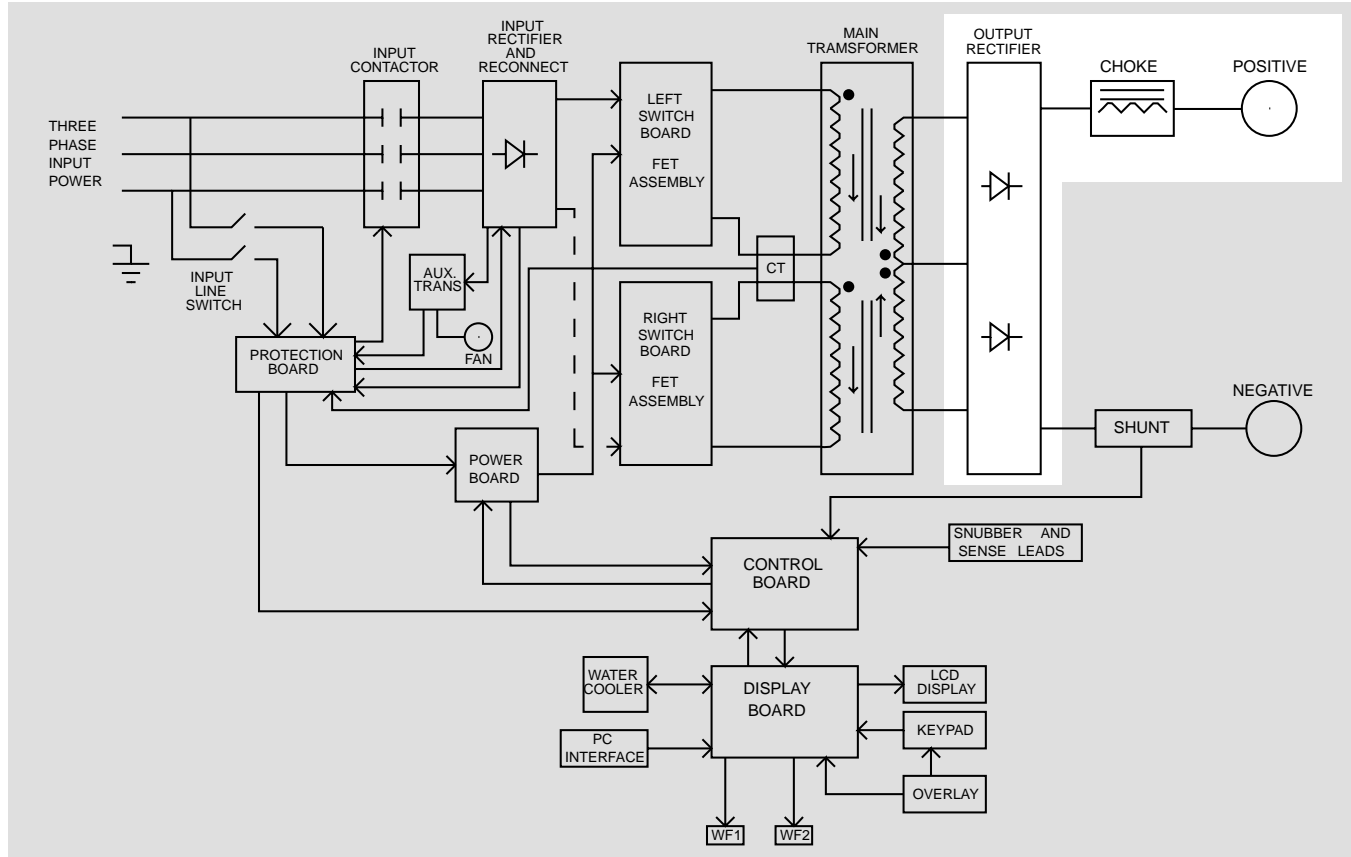 INPUT
RECTIFIER
AND
RECONNECT
INPUT
CONTACTOR
MAIN
TRAMSFORMER
OUTPUT
RECTIFIER
CHOKE
POSITIVE
THREE
PHASE
INPUT
POWER
LEFT
SWITCH
BOARD
FET
ASSEMBLY
INPUT
LINE
SWITCH
AUX.
TRANS
FAN
CT
PROTECTION
BOARD
RIGHT
SWITCH
BOARD
FET
ASSEMBLY
NEGATIVE
SHUNT
POWER
BOARD
CONTROL
BOARD
SNUBBER AND
SENSE LEADS
WATER
COOLER
DISPLAY
BOARD
LCD
DISPLAY
PC
INTERFACE
KEYPAD
OVERLAY
WF1
WF2